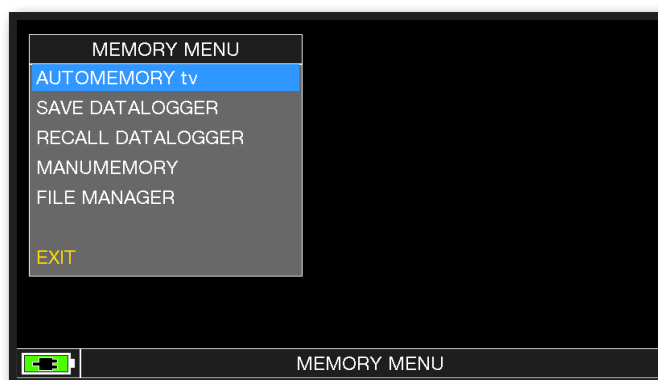 MEMORY MENU
AUTOMEMORY tv
SAVE DATALOGGER
RECALL DATALOGGER
MANUMEMORY
FILE MANAGER
EXIT
MEMORY MENU